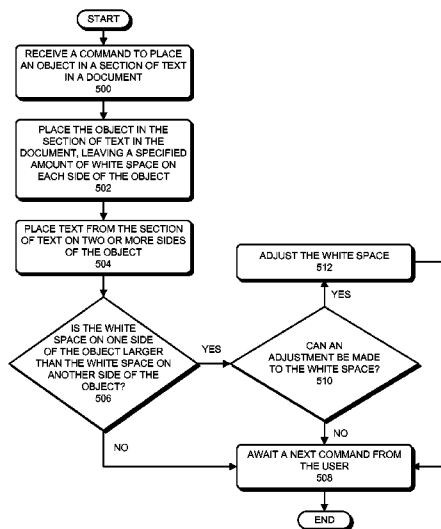 START
RECEIVE A COMMAND TO PLACE
AN OBJECT IN A SECTION OF TEXT
IN A DOCUMENT
500
PLACE THE OBJECT IN THE
SECTION OF TEXT IN THE
DOCUMENT, LEAVING A SPECIFIED
AMOUNT OF WHITE SPACE ON
EACH SIDE OF THE OBJECT
502
PLACE TEXT FROM THE SECTION
OF TEXT ON TWO OR MORE SIDES
OF THE OBJECT
504
IS THE WHITE
SPACE ON ONE SIDE
OF THE OBJECT LARGER
THAN THE WHITE SPACE ON
ANOTHER SIDE OF THE
OBJECT?
506
YES
NO
ADJUST THE WHITE SPACE
512
YES
CAN AN
ADJUSTMENT BE MADE
TO THE WHITE SPACE?
510
NO
AWAIT A NEXT COMMAND FROM
THE USER
508
END